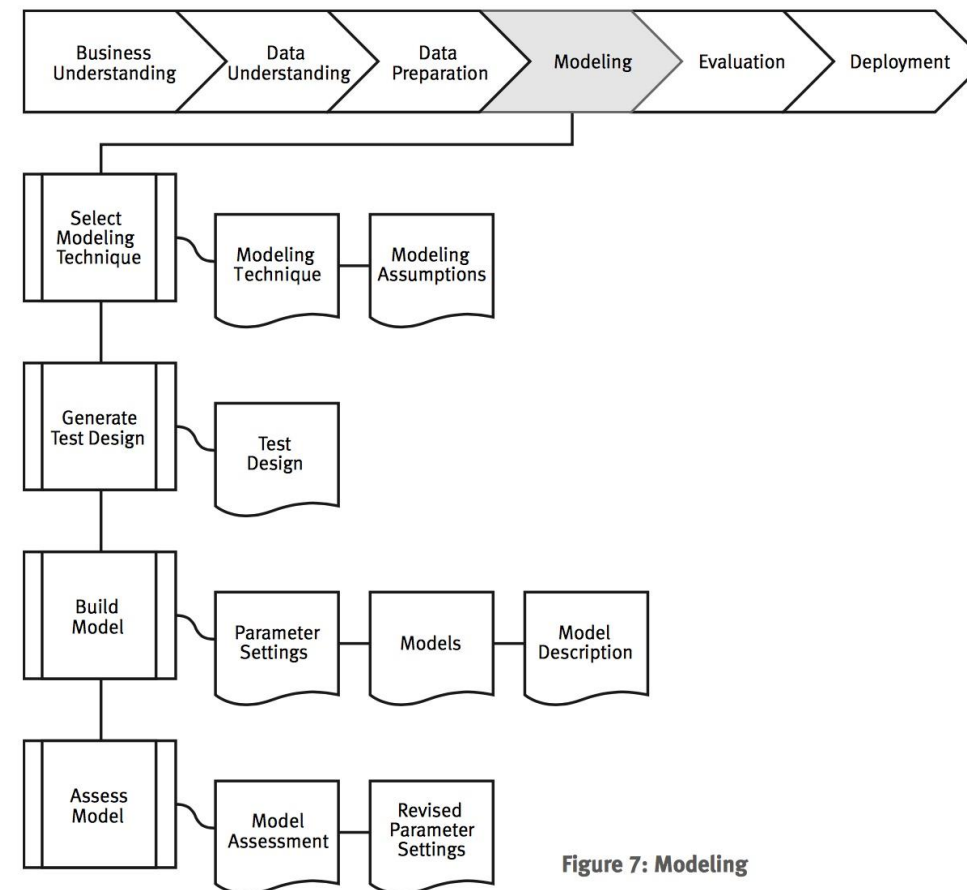 Business
Understanding
Data
Understanding
Data
Preparation
Modeling
Evaluation
Deployment
Select
Modeling
Technique
Modeling
Technique
Modeling
Assumptions
Generate
Test Design
Test
Design
Build
Model
Parameter
Settings
Models
Model
Description
Assess
Model
Model
Assessment
Revised
Parameter
Settings
Figure 7: Modeling